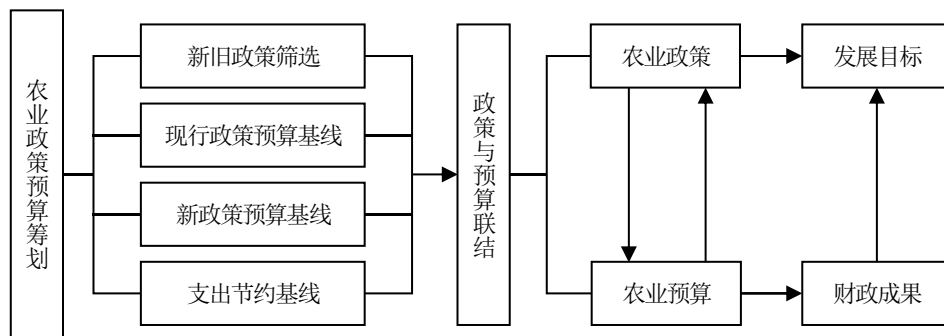 农业政策预算筹划
新旧政策筛选
现行政策预算基线
新政策预算基线
支出节约基线
政策与预算联结
农业政策
农业预算
发展目标
财政成果